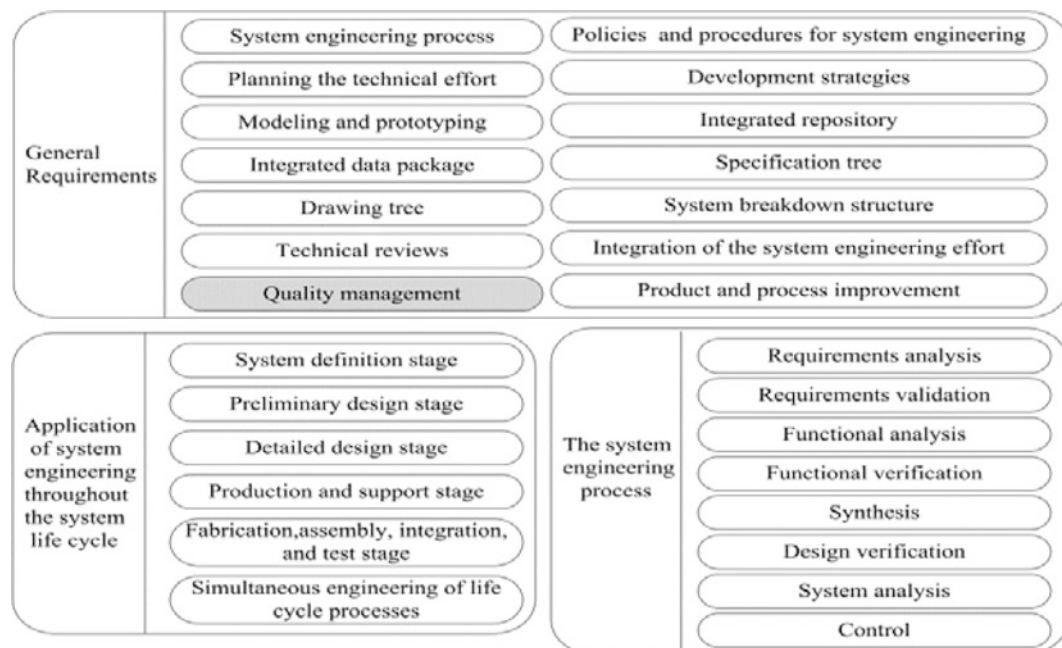 General
Requirements
System engineering process
Policies and procedures for system engineering
Planning the technical effort
Development strategies
Modeling and prototyping
Integrated repository
Integrated data package
Specification tree
Drawing tree
System breakdown structure
Technical reviews
Integration of the system engineering effort
Quality management
Product and process improvement
Application
of system
engineering
throughout
the system
life cycle
System definition stage
Preliminary design stage
Detailed design stage
Production and support stage
Fabrication,assembly, integration,
and test stage
Simultaneous engineering of life
cycle processes
The system
engineering
process
Requirements analysis
Requirements validation
Functional analysis
Functional verification
Synthesis
Design verification
System analysis
Control